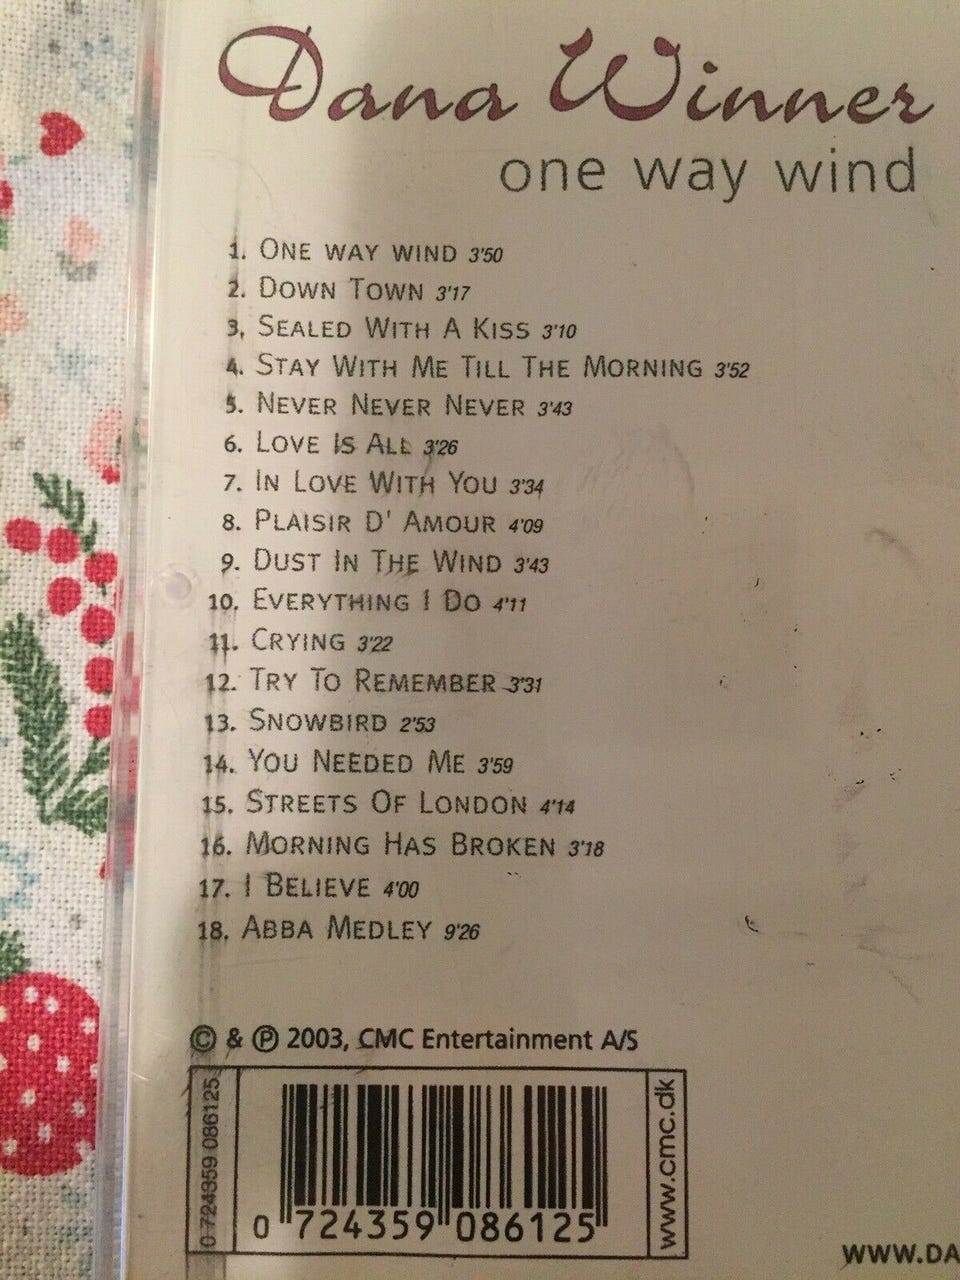 Dana Winner
one way wind
1. ONE WAY WIND 3'50
2. DOWN TOWN 3'17
3, SEALED WITH A KISS 3'10
4. STAY WITH ME TILL THE MORNING 3'52
5. NEVER NEVER NEVER 3'43
6. LOVE IS ALL 3'26
7. IN LOVE WITH YOU 3'34
8. PLAISIR D' AMOUR 4'09
9. DUST IN THE WIND 3'43
10. EVERYTHING I DO 4'11
11. CRYING 3'22
12. TRY TO REMEMBER 3'31
13. SNOWBIRD 2'53
14. YOU NEEDED ME 3'59
15. STREETS OF LONDON 4'14
16. MORNING HAS BROKEN 3'18
17. I BELIEVE 4'00
18. ABBA MEDLEY 9'26
© & ℗ 2003, CMC Entertainment A/S
0 724359 086125
0 724359 086125
www.cmc.dk
WWW.DA